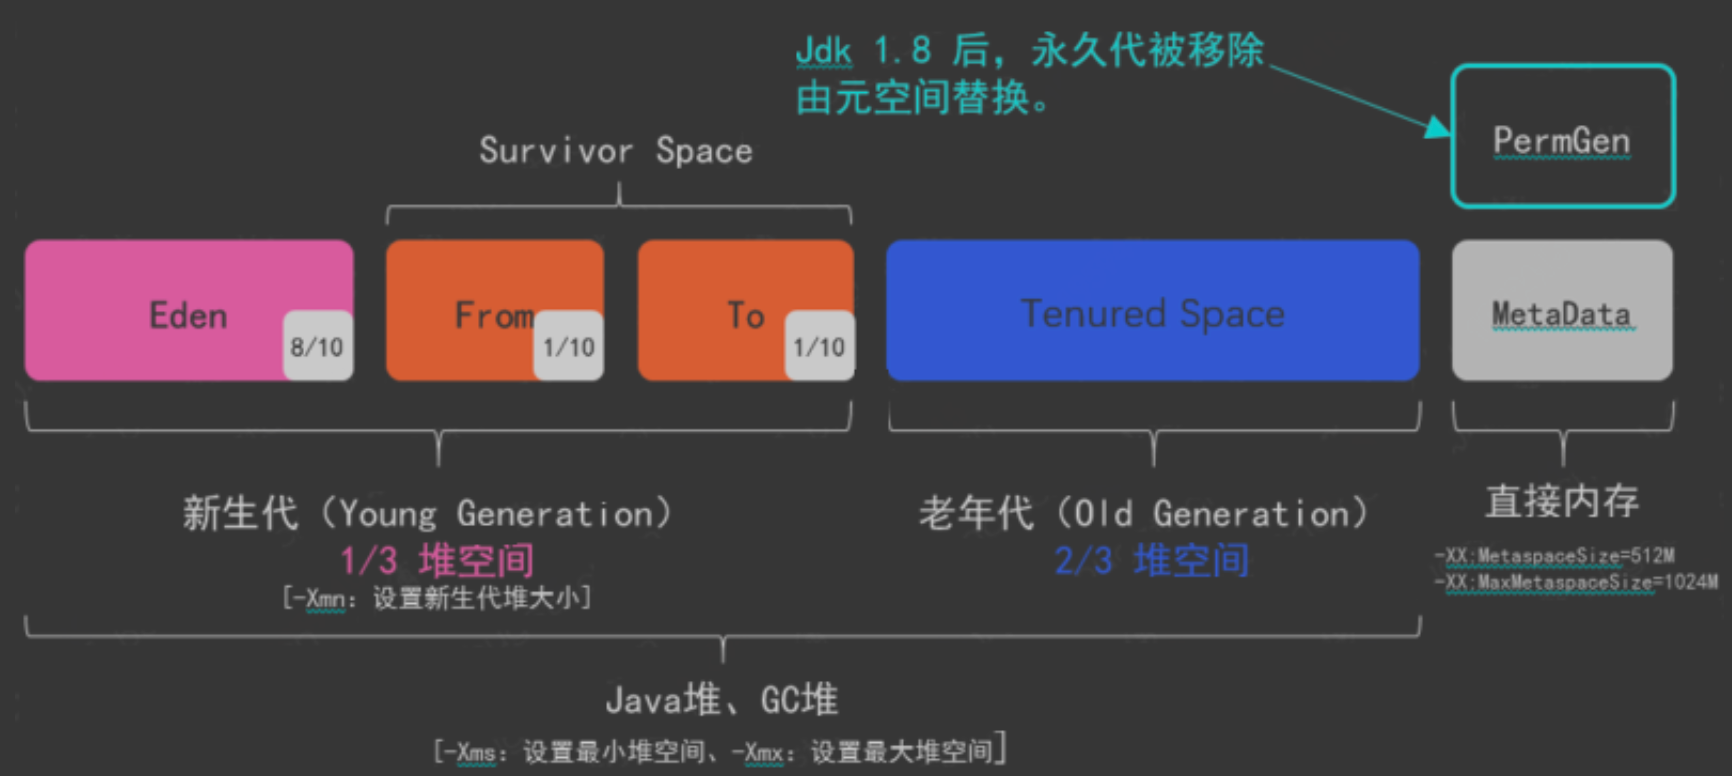 Jdk 1.8 后，永久代被移除
由元空间替换。
PermGen
Survivor Space
Eden
8/10
From
1/10
To
1/10
Tenured Space
MetaData
新生代（Young Generation）
1/3 堆空间
[-Xmn：设置新生代堆大小]
老年代（Old Generation）
2/3 堆空间
直接内存
-XX:MetaspaceSize=512M
-XX:MaxMetaspaceSize=1024M
Java堆、GC堆
[-Xms：设置最小堆空间、-Xmx：设置最大堆空间]